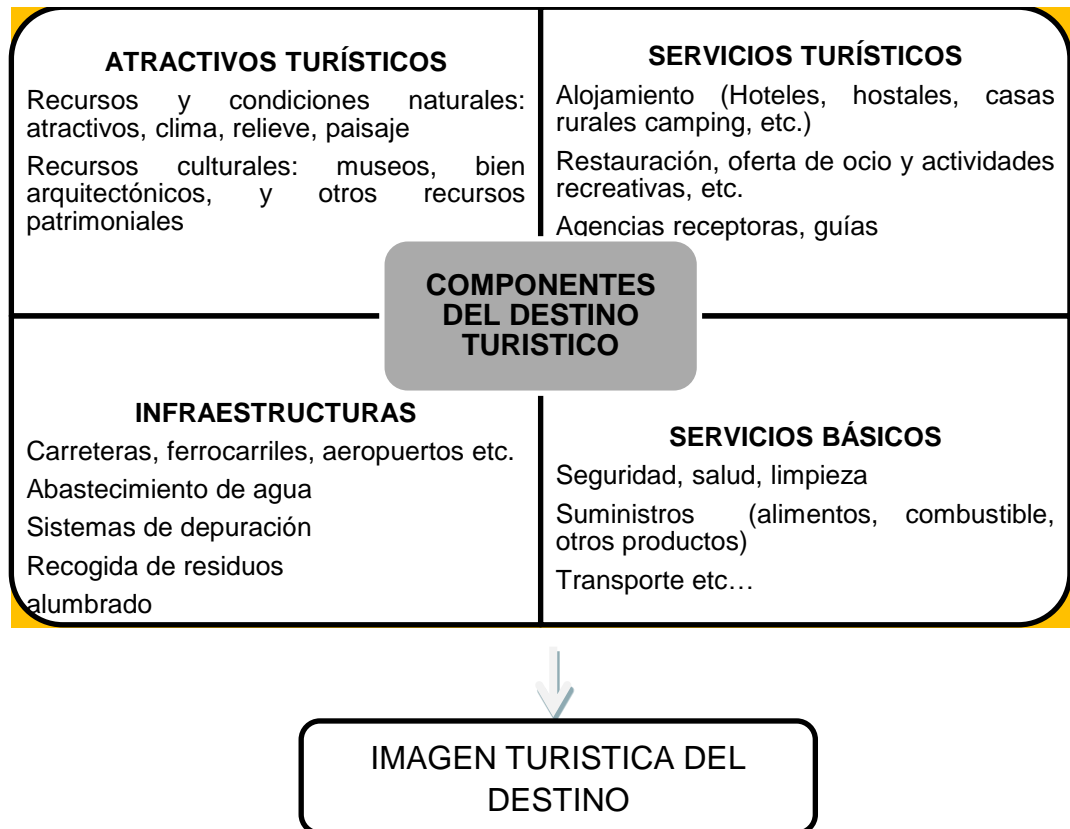 ATRACTIVOS TURÍSTICOS
Recursos y condiciones naturales:
atractivos, clima, relieve, paisaje
Recursos culturales: museos, bien
arquitectónicos, y otros recursos
patrimoniales
SERVICIOS TURÍSTICOS
Alojamiento (Hoteles, hostales, casas
rurales camping, etc.)
Restauración, oferta de ocio y actividades
recreativas, etc.
Agencias receptoras, guías
COMPONENTES
DEL DESTINO
TURISTICO
INFRAESTRUCTURAS
Carreteras, ferrocarriles, aeropuertos etc.
Abastecimiento de agua
Sistemas de depuración
Recogida de residuos
alumbrado
SERVICIOS BÁSICOS
Seguridad, salud, limpieza
Suministros (alimentos, combustible,
otros productos)
Transporte etc…
IMAGEN TURISTICA DEL
DESTINO